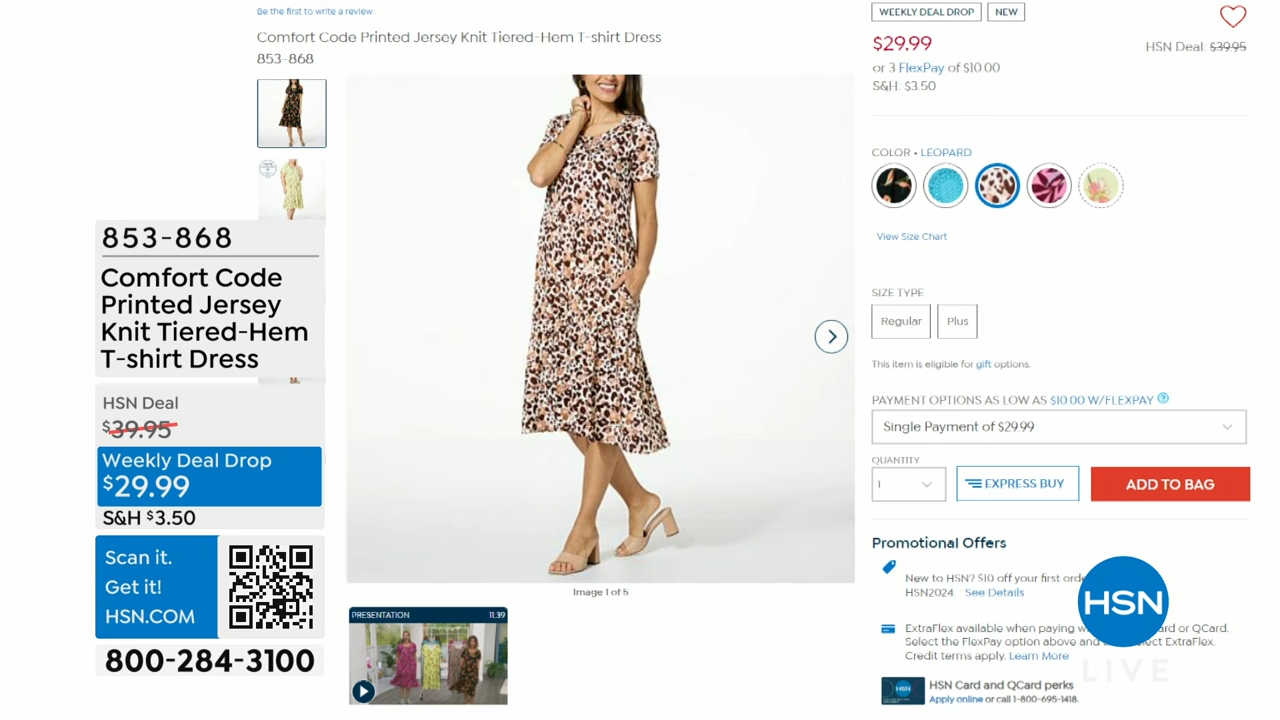 Be the first to write a review
Comfort Code Printed Jersey Knit Tiered-Hem T-shirt Dress
853-868
WEEKLY DEAL DROP
NEW
$29.99
HSN Deal: $39.95
or 3 FlexPay of $10.00
S&H: $3.50
COLOR • LEOPARD
View Size Chart
SIZE TYPE
Regular
Plus
This item is eligible for gift options.
PAYMENT OPTIONS AS LOW AS $10.00 W/FLEXPAY ?
Single Payment of $29.99
QUANTITY
1
EXPRESS BUY
ADD TO BAG
Promotional Offers
New to HSN? $10 off your first
HSN2024. See Details
ExtraFlex available when paying
or QCard.
Select the FlexPay option above and
ExtraFlex.
Credit terms apply. Learn More
HSN
HSN Card and QCard perks
Apply online or call 1-800-695-1418.
HSN
LIVE
Image 1 of 5
PRESENTATION
11:39
853-868
Comfort Code
Printed Jersey
Knit Tiered-Hem
T-shirt Dress
HSN Deal
$39.95
Weekly Deal Drop
$29.99
S&H $3.50
Scan it.
Get it!
HSN.COM
800-284-3100